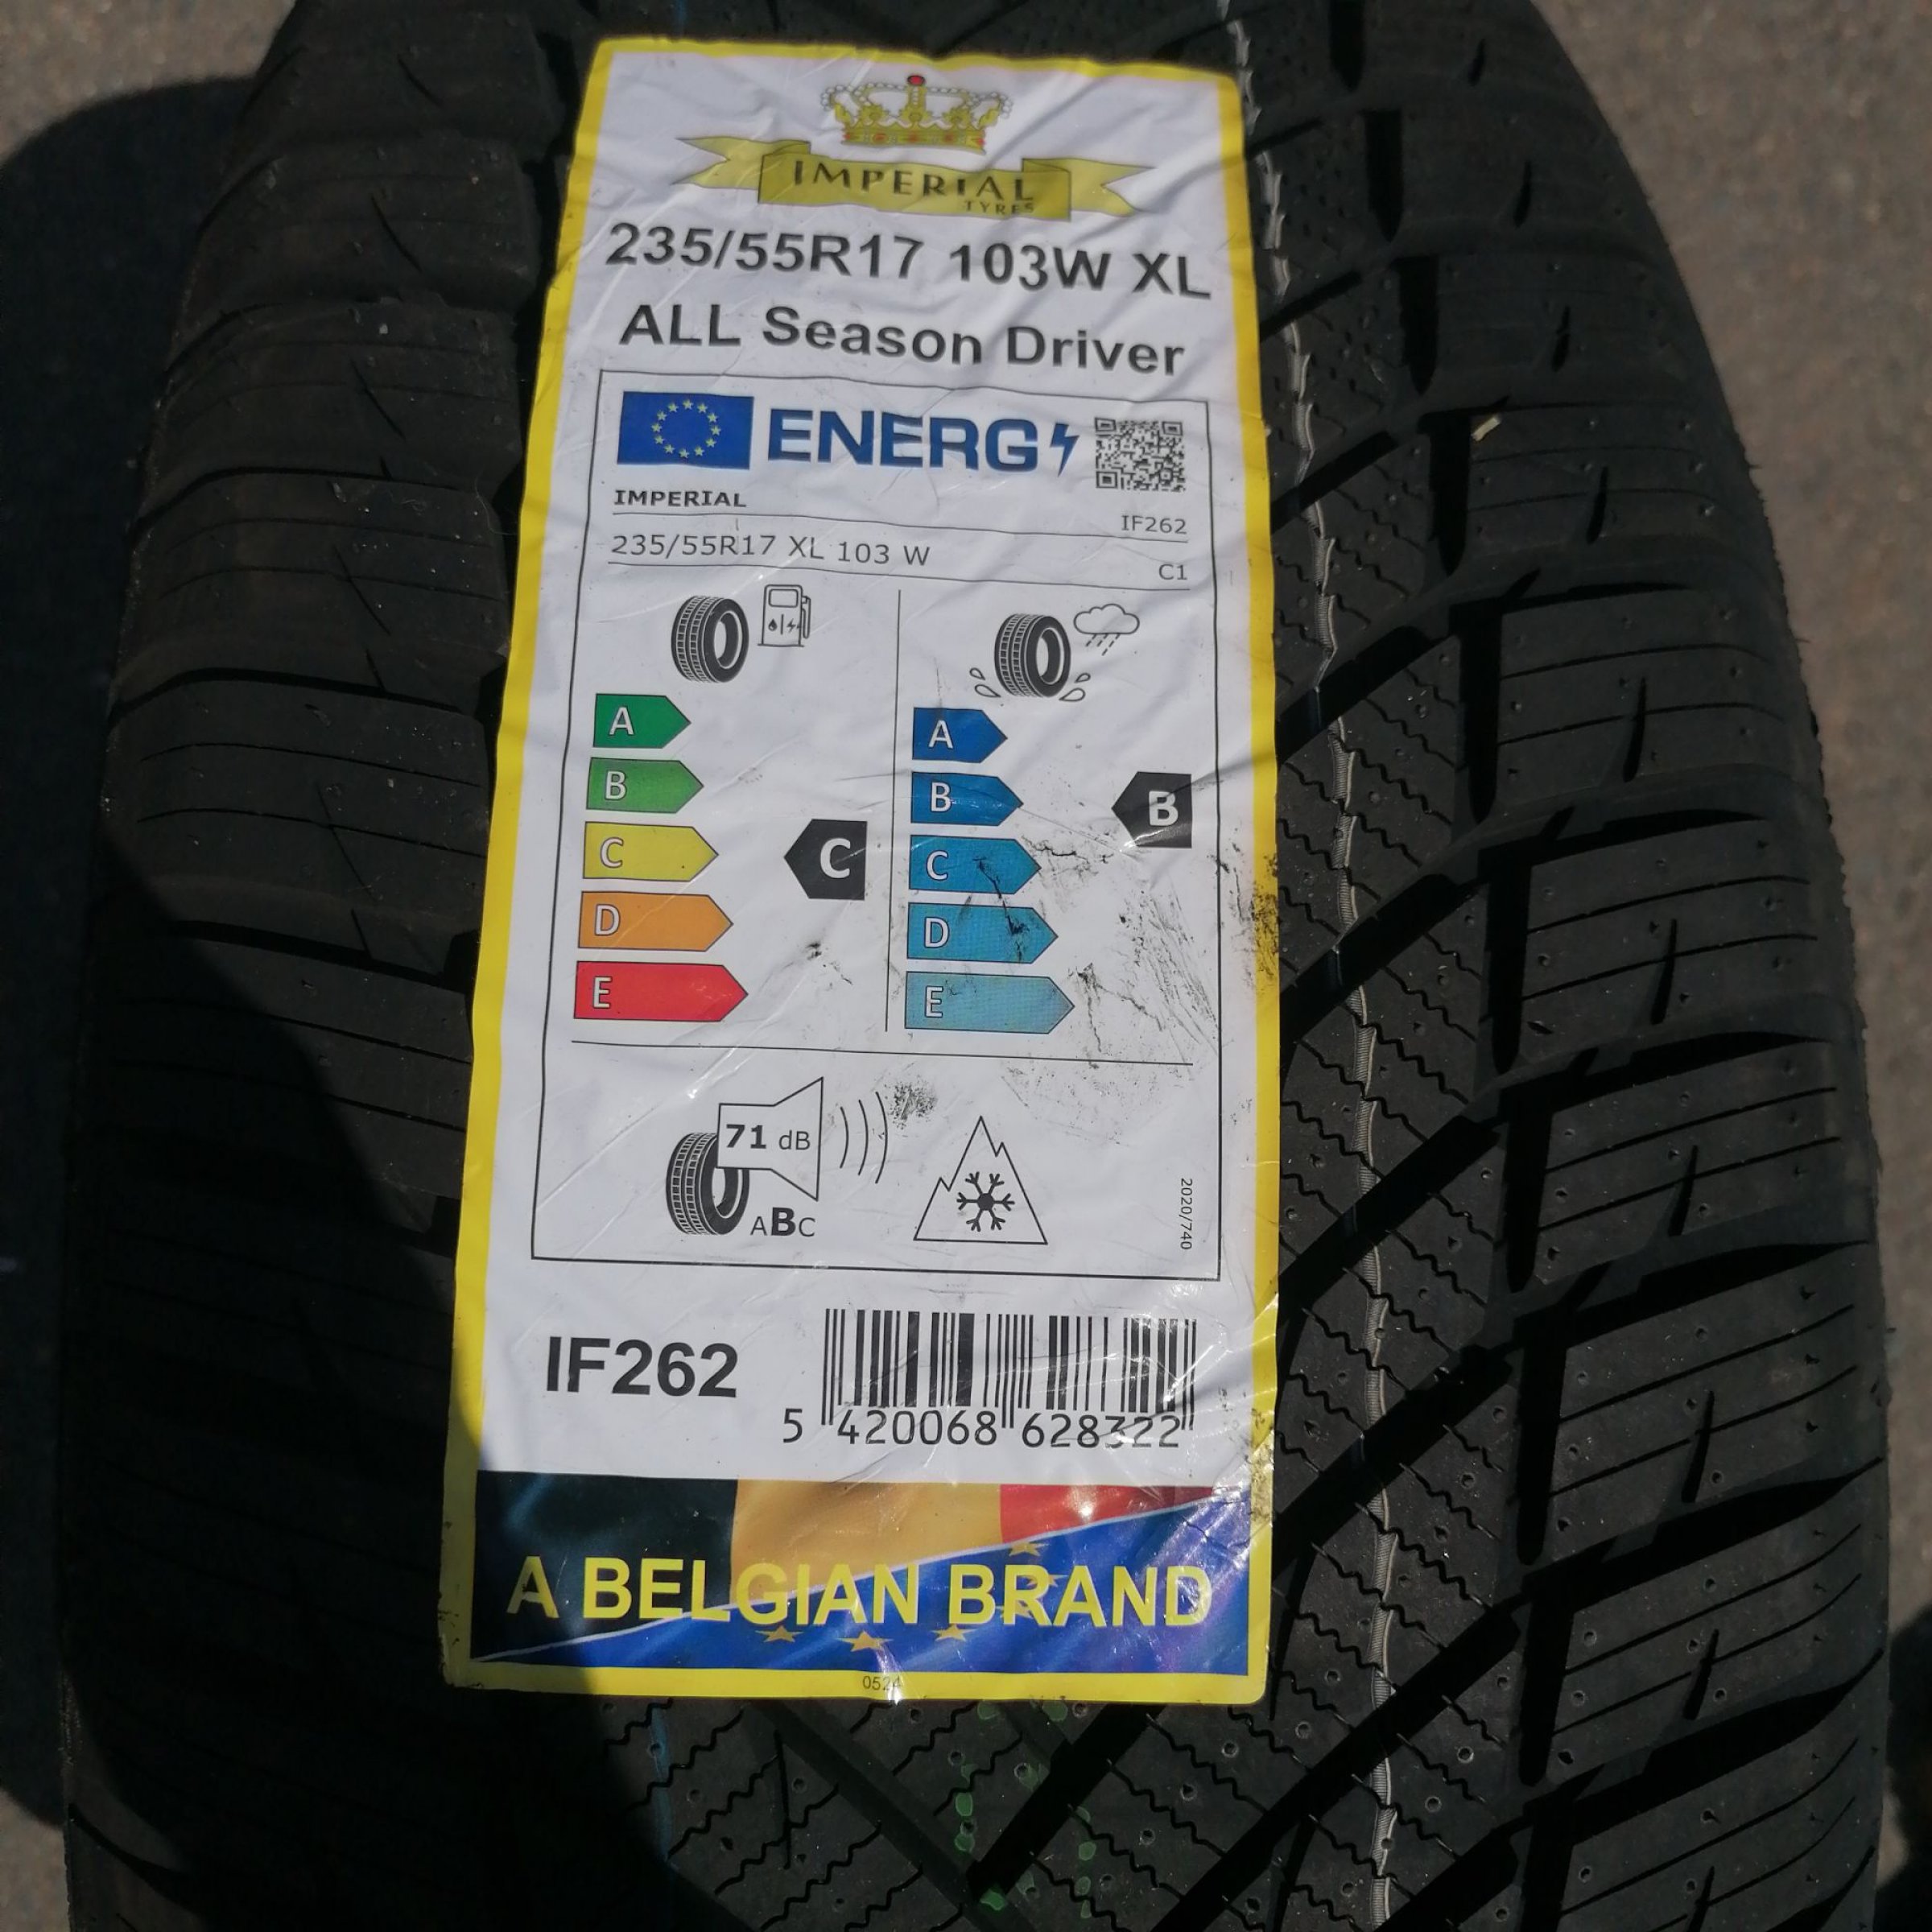 IMPERIAL
TYRES
235/55R17 103W XL
ALL Season Driver
ENERG
IMPERIAL
IF262
235/55R17 XL 103 W
C1
A
B
C
D
E
C
A
B
C
D
E
B
71 dB
ABC
2020/740
IF262
5 420068 628322
A BELGIAN BRAND
0524